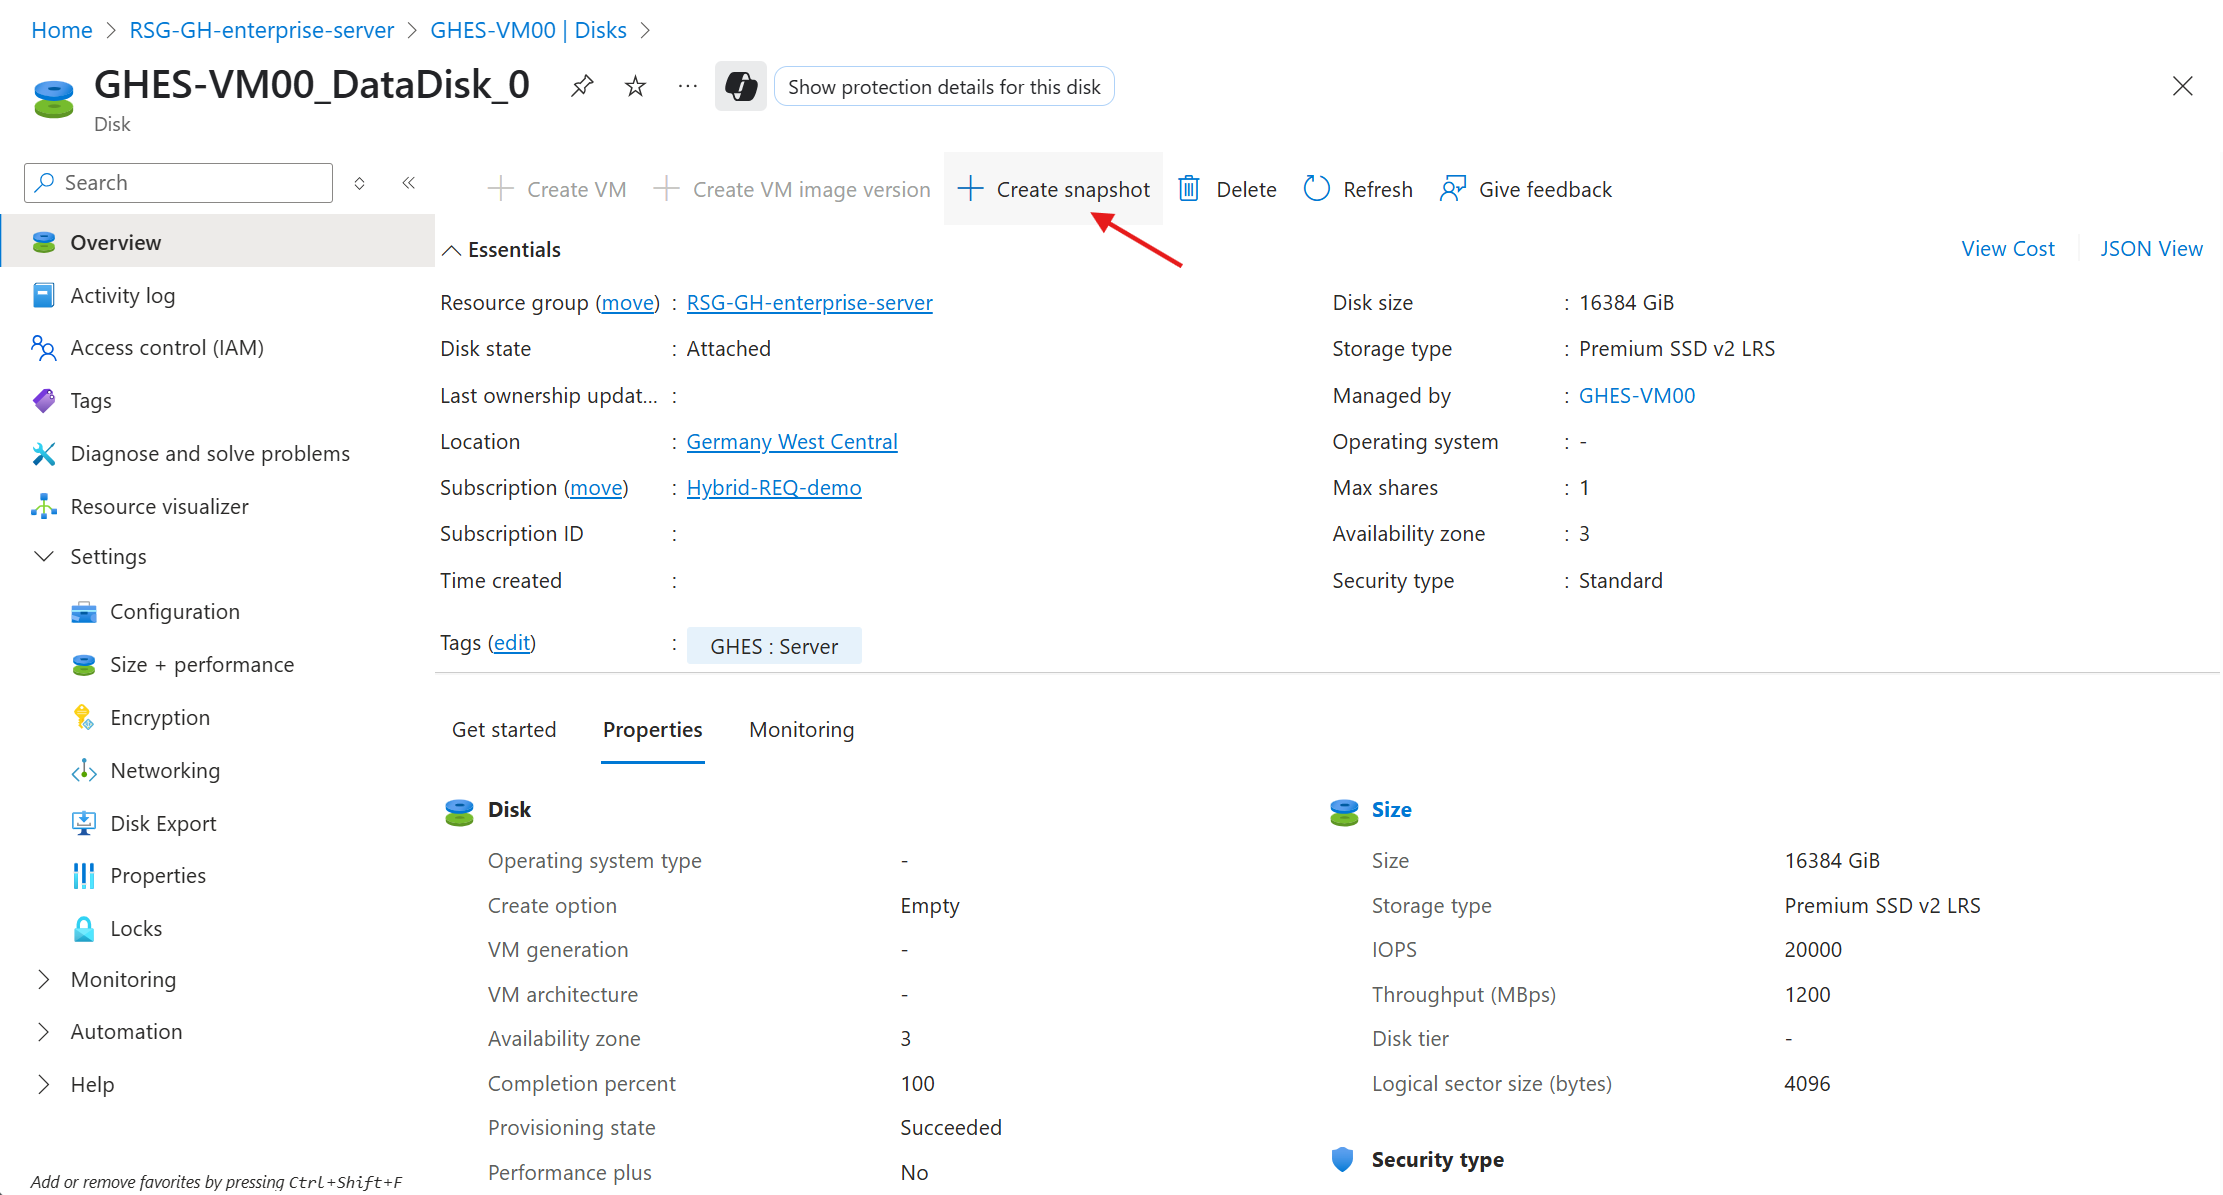 Home > RSG-GH-enterprise-server > GHES-VM00 | Disks >
GHES-VM00_DataDisk_0 ... Show protection details for this disk
Disk
Search
Create VM Create VM image version Create snapshot Delete Refresh Give feedback
Overview
Activity log
Access control (IAM)
Tags
Diagnose and solve problems
Resource visualizer
Settings
Configuration
Size + performance
Encryption
Networking
Disk Export
Properties
Locks
Monitoring
Automation
Help
Add or remove favorites by pressing Ctrl+Shift+F
Essentials
View Cost JSON View
Resource group (move) : RSG-GH-enterprise-server
Disk state : Attached
Last ownership updat... :
Location : Germany West Central
Subscription (move) : Hybrid-REQ-demo
Subscription ID :
Time created :
Tags (edit) : GHES : Server
Disk size : 16384 GiB
Storage type : Premium SSD v2 LRS
Managed by : GHES-VM00
Operating system : -
Max shares : 1
Availability zone : 3
Security type : Standard
Get started Properties Monitoring
Disk
Operating system type -
Create option Empty
VM generation -
VM architecture -
Availability zone 3
Completion percent 100
Provisioning state Succeeded
Performance plus No
Size
Size 16384 GiB
Storage type Premium SSD v2 LRS
IOPS 20000
Throughput (MBps) 1200
Disk tier -
Logical sector size (bytes) 4096
Security type